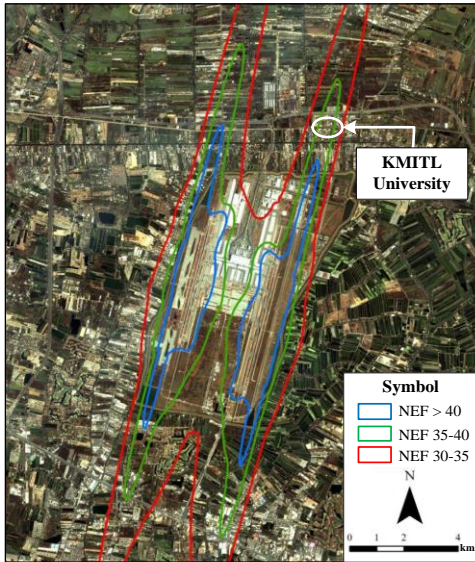 KMITL
University
Symbol
NEF > 40
NEF 35-40
NEF 30-35
N
0 1 2 4
km